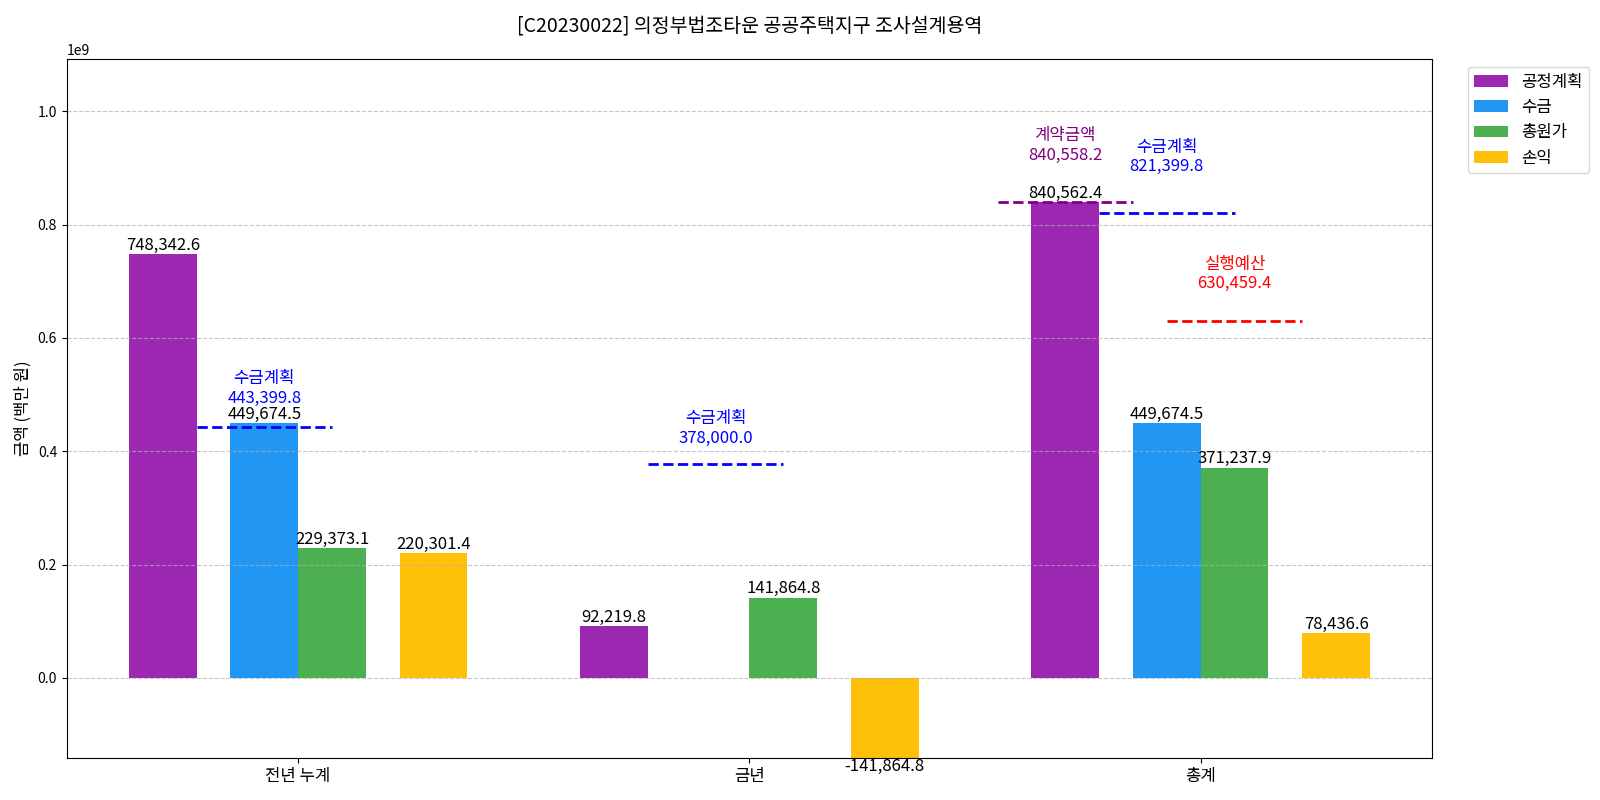 [C20230022] 의정부법조타운 공공주택지구 조사설계용역
1e9
금액 (백만 원)
1.0
0.8
0.6
0.4
0.2
0.0
748,342.6
수금계획
443,399.8
449,674.5
229,373.1
220,301.4
92,219.8
수금계획
378,000.0
141,864.8
-141,864.8
계약금액
840,558.2
840,562.4
수금계획
821,399.8
실행예산
630,459.4
449,674.5
371,237.9
78,436.6
전년 누계
금년
총계
공정계획
수금
총원가
손익